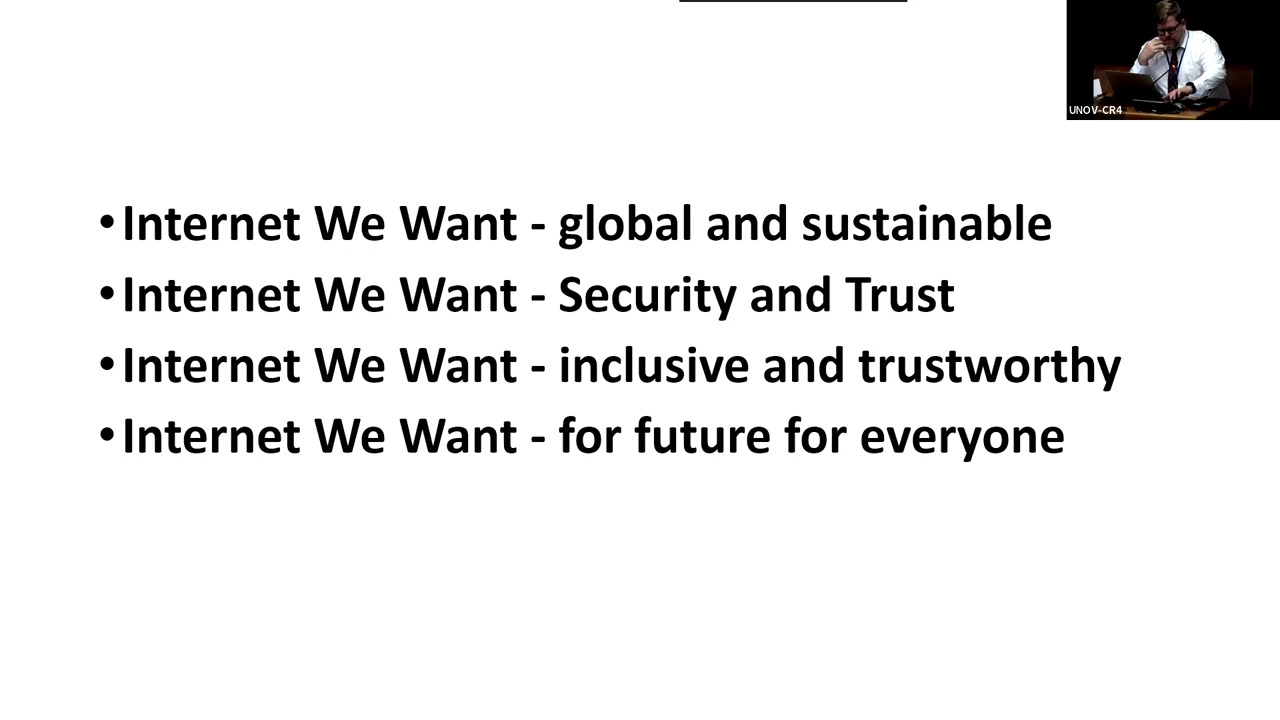 UNOV-CR4
• Internet We Want - global and sustainable
• Internet We Want - Security and Trust
• Internet We Want - inclusive and trustworthy
• Internet We Want - for future for everyone